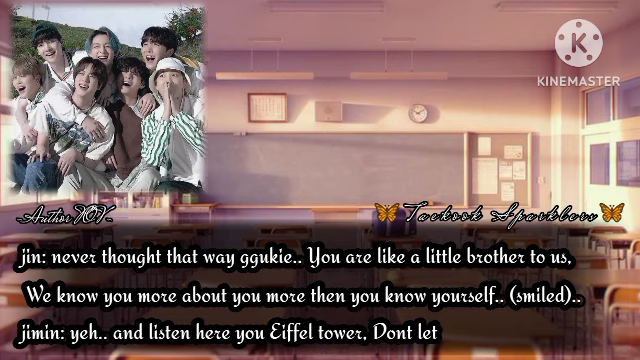 KINEMASTER
-Author POV-
🦋Taekook Sparklers🦋
jin: never thought that way ggukie.. You are like a little brother to us,
We know you more about you more then you know yourself.. (smiled)..
jimin: yeh.. and listen here you Eiffel tower, Dont let